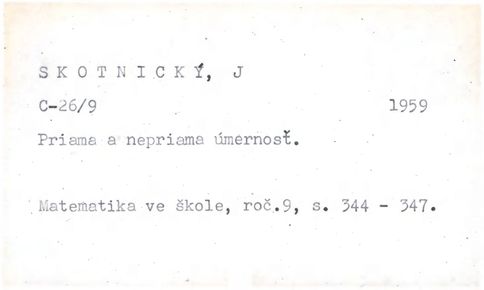 S K O T N I C K Ý, J
C-26/9 1959
Priama a nepriama úmernosť.
Matematika ve škole, roč.9, s. 344 - 347.